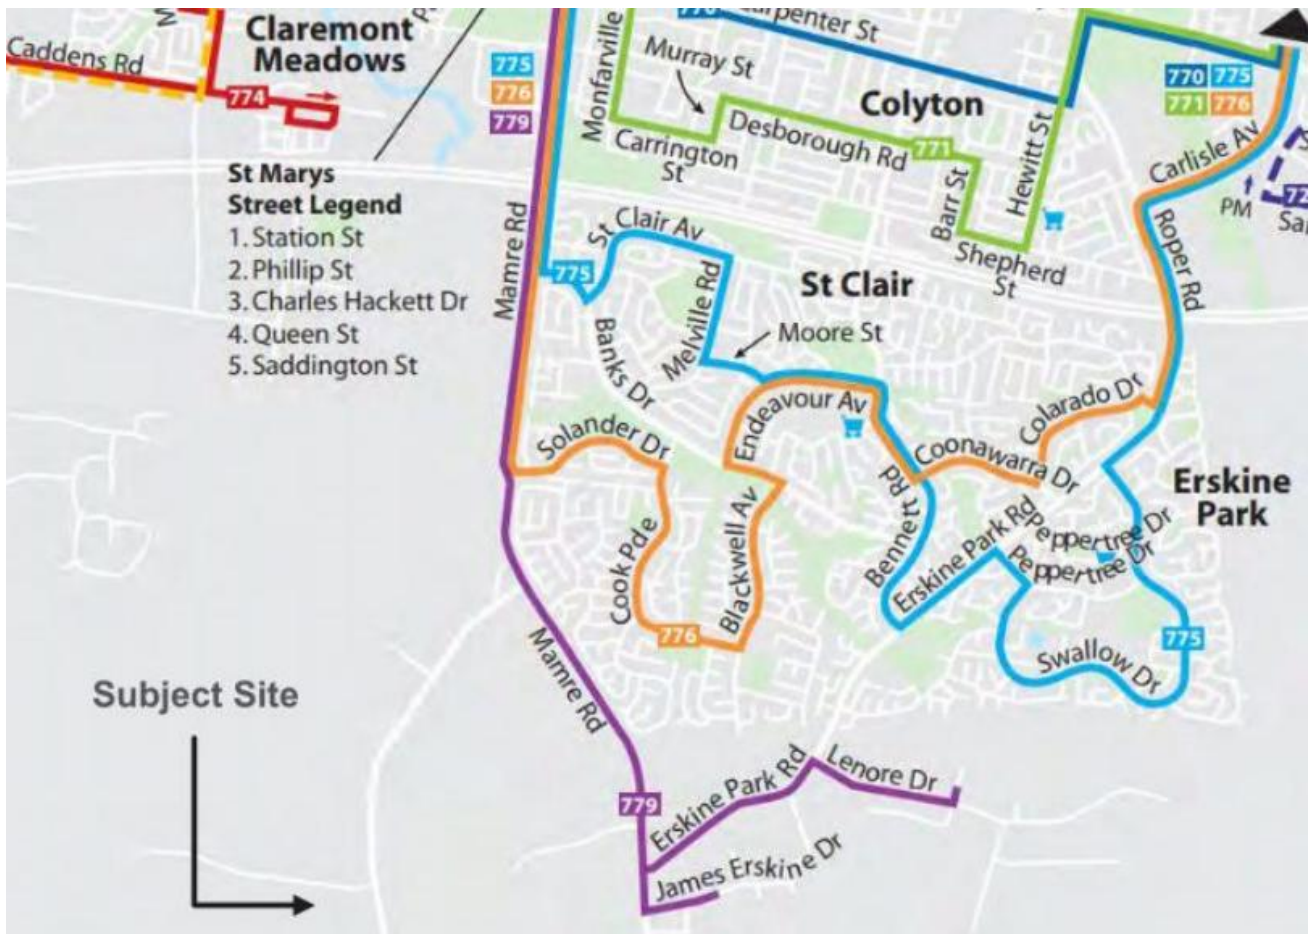 Claremont
Meadows
Caddens Rd
774
775
776
779
St Marys
Street Legend
1. Station St
2. Phillip St
3. Charles Hackett Dr
4. Queen St
5. Saddington St
Monfarville
Murray St
Carrington
St
Desborough Rd
771
Colyton
Barr St
Hewitt St
Shepherd
St
770 775
771 776
Carlisle Av
PM
Roper Rd
Mamre Rd
775
St Clair Av
Melville Rd
St Clair
Moore St
Banks Dr
Endeavour Av
Solander Dr
Colarado Dr
Coonawarra Dr
Bennett Rd
Erskine
Park
Cook Pde
Blackwell Av
776
Erskine Park Rd
Peppertree Dr
Peppertree Dr
775
Swallow Dr
Mamre Rd
Subject Site
779
Erskine Park Rd
Lenore Dr
James Erskine Dr